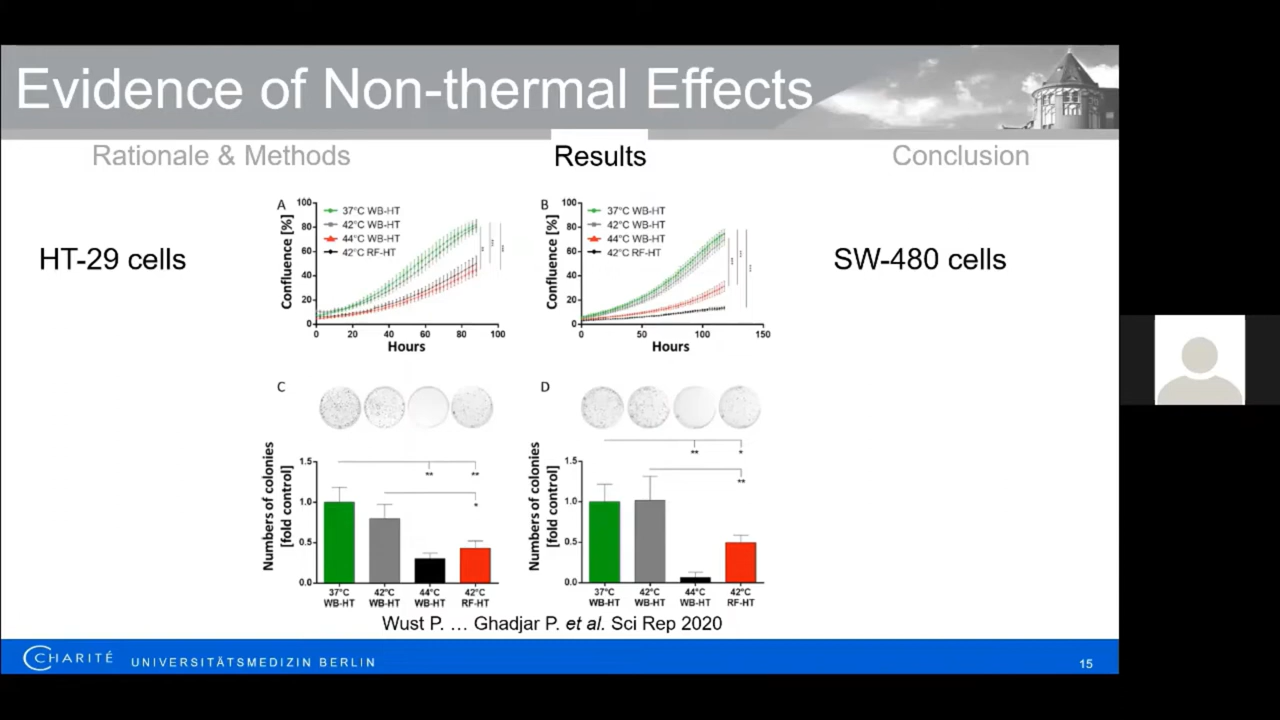 Evidence of Non-thermal Effects
Rationale & Methods
Results
Conclusion
HT-29 cells
SW-480 cells
A
Confluence [%]
100
80
60
40
20
0
37°C WB-HT
42°C WB-HT
44°C WB-HT
42°C RF-HT
0 20 40 60 80 100
Hours
B
Confluence [%]
100
80
60
40
20
0
37°C WB-HT
42°C WB-HT
44°C WB-HT
42°C RF-HT
0 50 100 150
Hours
C
Numbers of colonies
[fold control]
1.5
1.0
0.5
0.0
** **
*
37°C 42°C 44°C 42°C
WB-HT WB-HT WB-HT RF-HT
D
Numbers of colonies
[fold control]
1.5
1.0
0.5
0.0
** *
**
37°C 42°C 44°C 42°C
WB-HT WB-HT WB-HT RF-HT
Wust P. … Ghadjar P. et al. Sci Rep 2020
CHARITÉ UNIVERSITÄTSMEDIZIN BERLIN
15